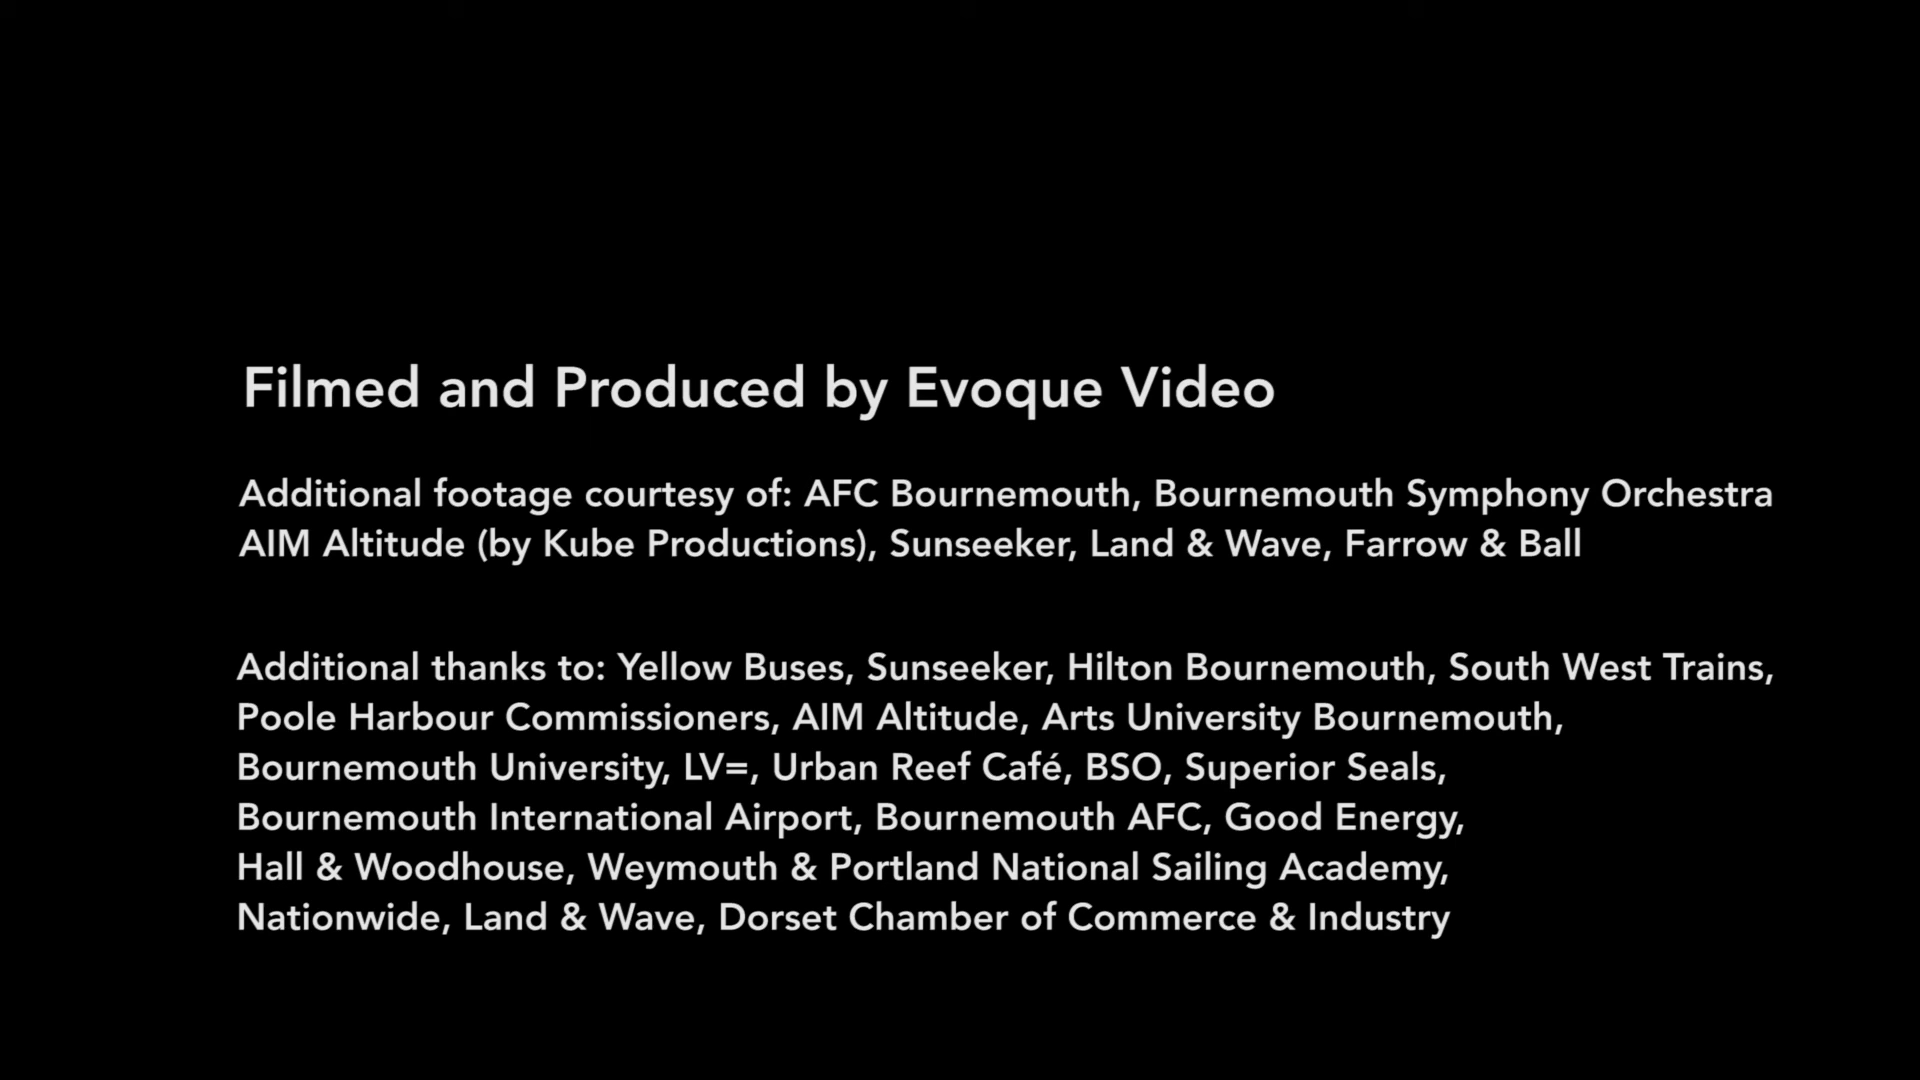 Filmed and Produced by Evoque Video
Additional footage courtesy of: AFC Bournemouth, Bournemouth Symphony Orchestra
AIM Altitude (by Kube Productions), Sunseeker, Land & Wave, Farrow & Ball
Additional thanks to: Yellow Buses, Sunseeker, Hilton Bournemouth, South West Trains,
Poole Harbour Commissioners, AIM Altitude, Arts University Bournemouth,
Bournemouth University, LV=, Urban Reef Café, BSO, Superior Seals,
Bournemouth International Airport, Bournemouth AFC, Good Energy,
Hall & Woodhouse, Weymouth & Portland National Sailing Academy,
Nationwide, Land & Wave, Dorset Chamber of Commerce & Industry